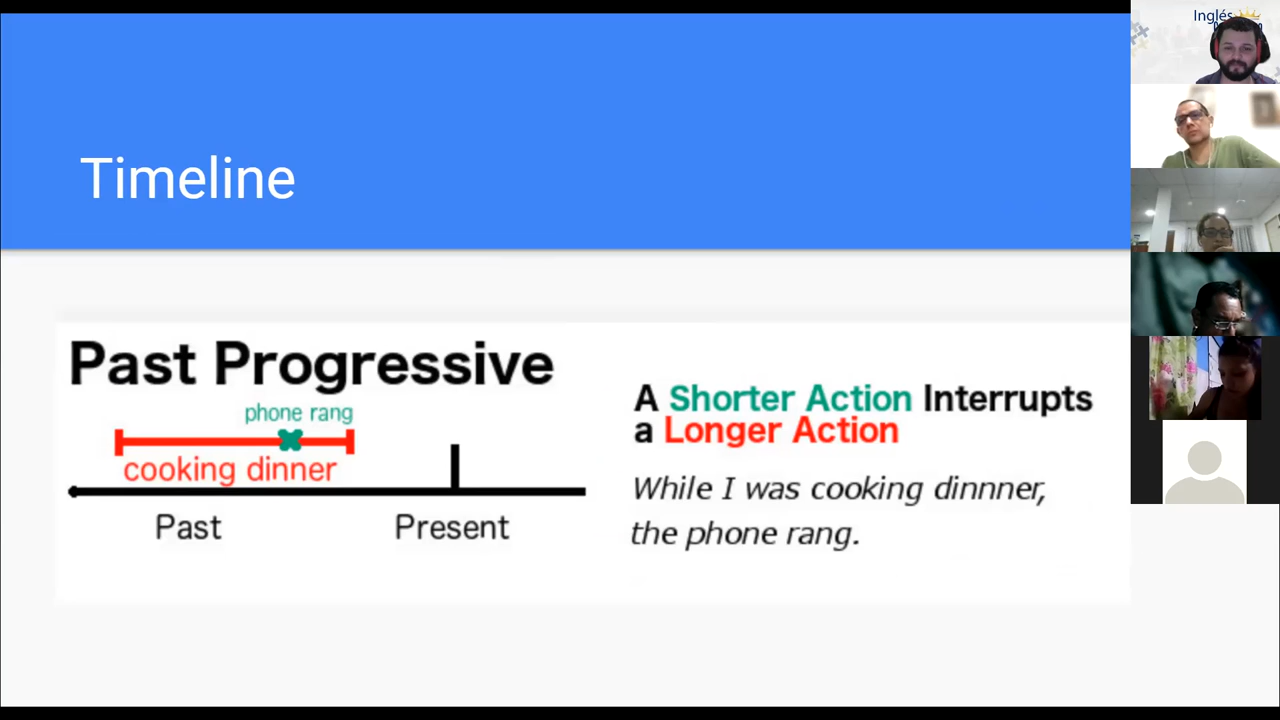 Timeline
Past Progressive
phone rang
cooking dinner
Past Present
A Shorter Action Interrupts
a Longer Action
While I was cooking dinnner,
the phone rang.
Inglés